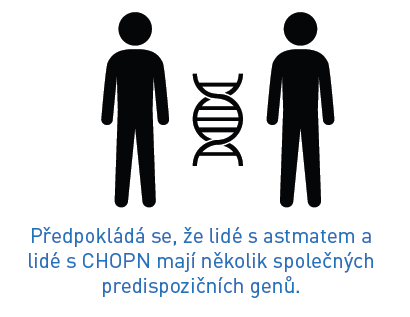 Předpokládá se, že lidé s astmatem a
lidé s CHOPN mají několik společných
predispozičních genů.